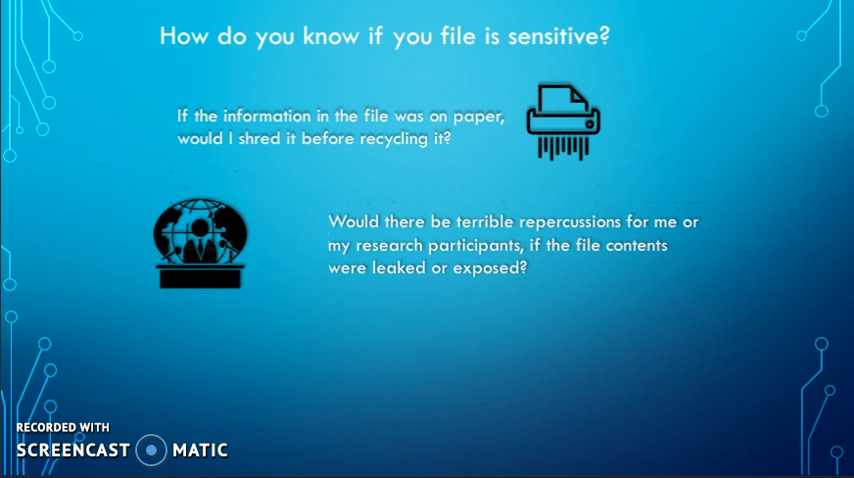 How do you know if you file is sensitive?
If the information in the file was on paper,
would I shred it before recycling it?
Would there be terrible repercussions for me or
my research participants, if the file contents
were leaked or exposed?
RECORDED WITH
SCREENCAST MATIC